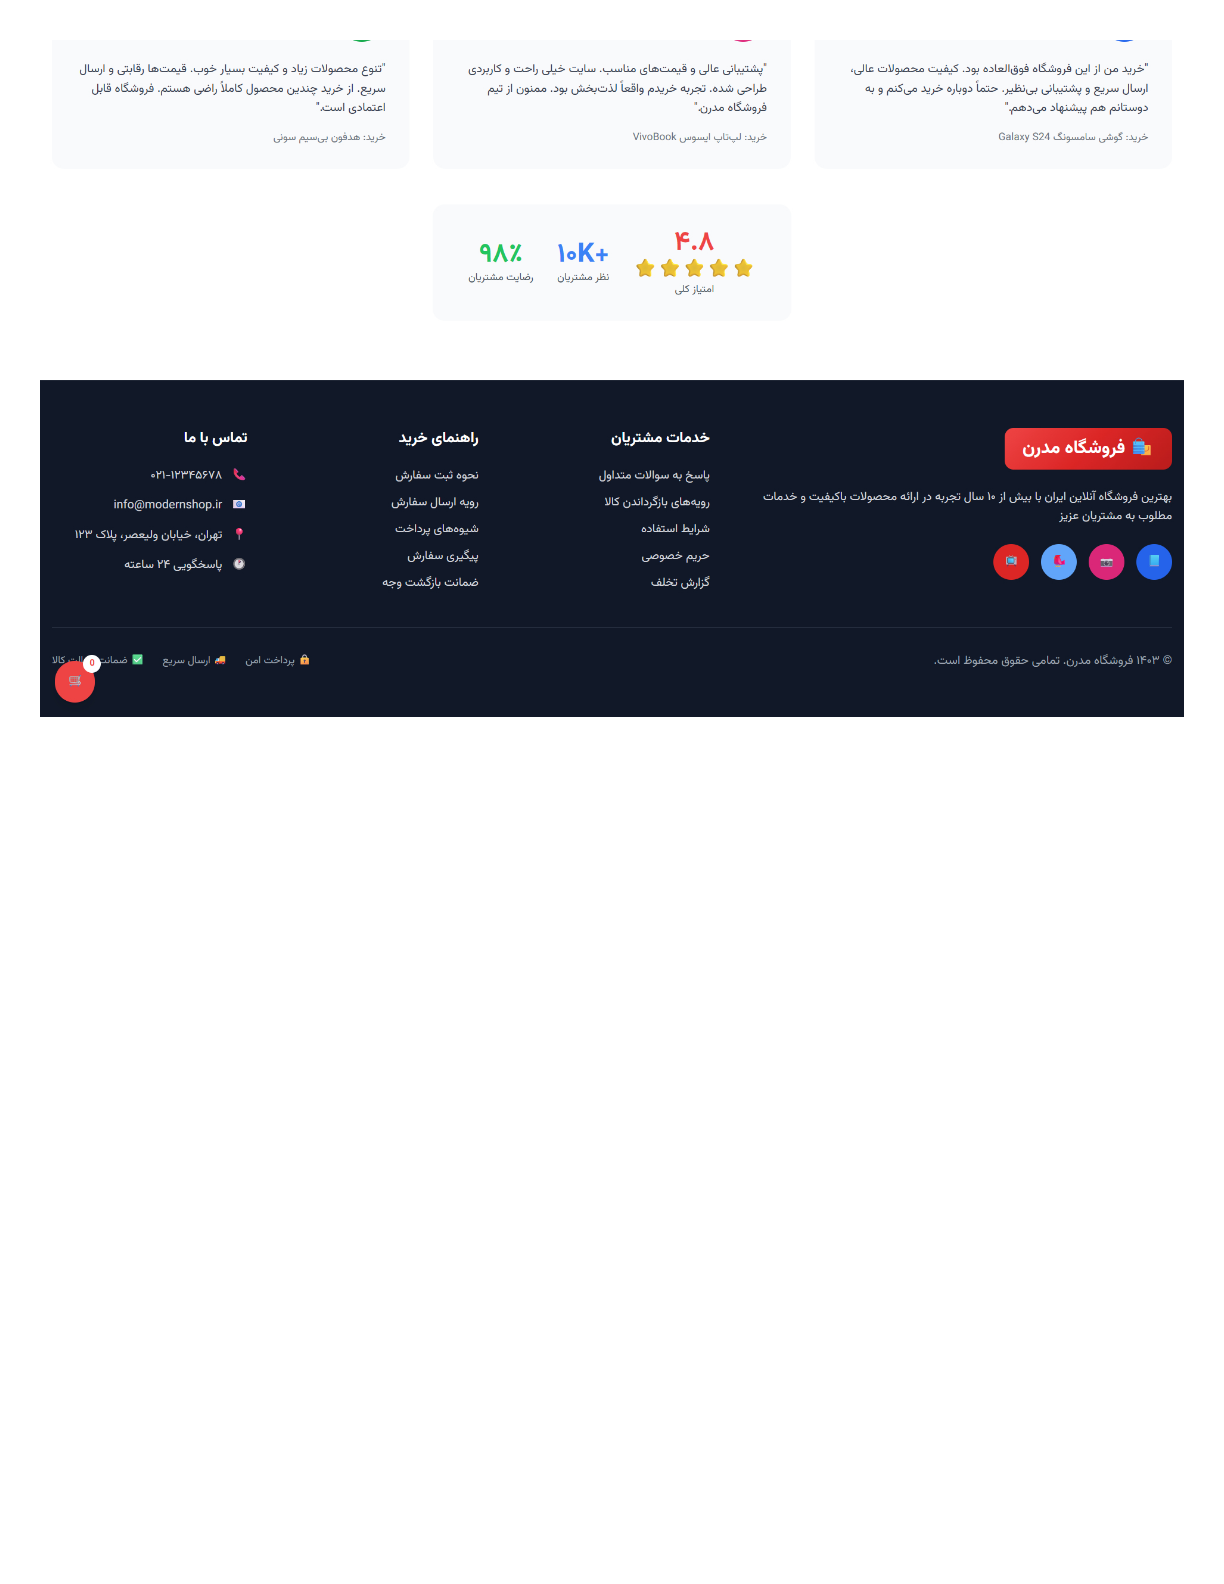 "خرید من از این فروشگاه فوق‌العاده بود. کیفیت محصولات عالی،
ارسال سریع و پشتیبانی بی‌نظیر. حتماً دوباره خرید می‌کنم و به
دوستانم هم پیشنهاد می‌دهم."
خرید: گوشی سامسونگ Galaxy S24
"پشتیبانی عالی و قیمت‌های مناسب. سایت خیلی راحت و کاربردی
طراحی شده. تجربه خریدم واقعاً لذت‌بخش بود. ممنون از تیم
فروشگاه مدرن."
خرید: لپ‌تاپ ایسوس VivoBook
"تنوع محصولات زیاد و کیفیت بسیار خوب. قیمت‌ها رقابتی و ارسال
سریع. از خرید چندین محصول کاملاً راضی هستم. فروشگاه قابل
اعتمادی است."
خرید: هدفون بی‌سیم سونی
۴.۸
امتیاز کلی
۱۰K+
نظر مشتریان
۹۸٪
رضایت مشتریان
فروشگاه مدرن
بهترین فروشگاه آنلاین ایران با بیش از ۱۰ سال تجربه در ارائه محصولات باکیفیت و خدمات
مطلوب به مشتریان عزیز
خدمات مشتریان
پاسخ به سوالات متداول
رویه‌های بازگرداندن کالا
شرایط استفاده
حریم خصوصی
گزارش تخلف
راهنمای خرید
نحوه ثبت سفارش
رویه ارسال سفارش
شیوه‌های پرداخت
پیگیری سفارش
ضمانت بازگشت وجه
تماس با ما
۰۲۱-۱۲۳۴۵۶۷۸
info@modernshop.ir
تهران، خیابان ولیعصر، پلاک ۱۲۳
پاسخگویی ۲۴ ساعته
© ۱۴۰۳ فروشگاه مدرن. تمامی حقوق محفوظ است.
پرداخت امن
ارسال سریع
ضمانت کالا
0